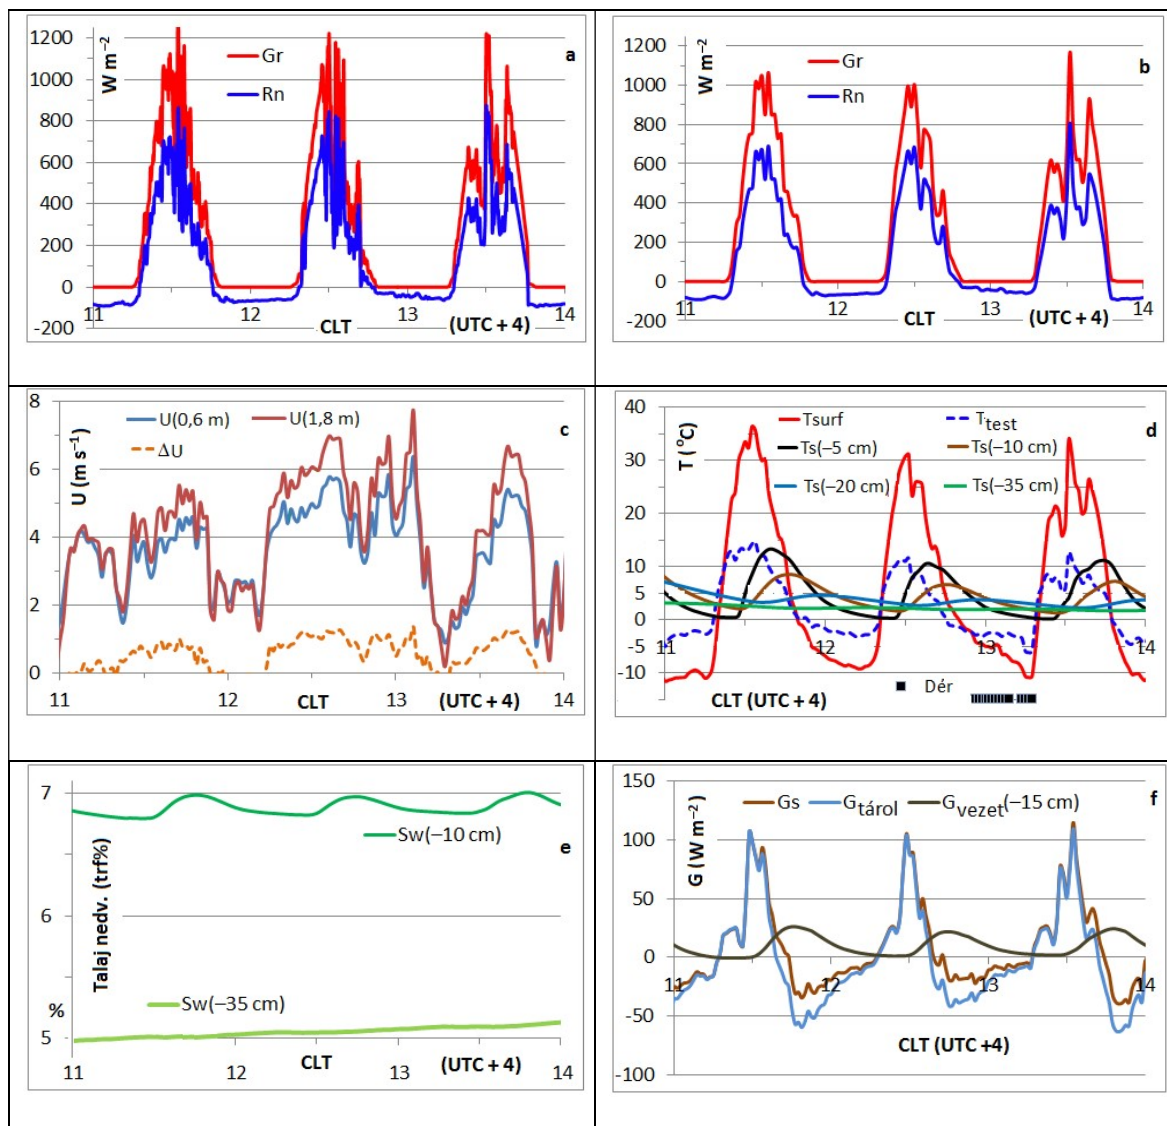 1200
1000
800
600
400
200
0
-200
W m⁻²
Gr
Rn
a
11
12
13
14
CLT
(UTC + 4)
1200
1000
800
600
400
200
0
-200
W m⁻²
Gr
Rn
b
11
12
13
14
CLT
(UTC + 4)
8
6
4
2
0
U (m s⁻¹)
U(0,6 m)
U(1,8 m)
ΔU
c
11
12
13
14
CLT
(UTC + 4)
40
30
20
10
5
0
-10
T (°C)
Tsurf
T_test
Ts(–5 cm)
Ts(–10 cm)
Ts(–20 cm)
Ts(–35 cm)
d
11
12
13
14
Dér
CLT (UTC + 4)
7
6
5
%
Talaj nedv. (trf%)
Sw(–10 cm)
Sw(–35 cm)
e
11
12
13
14
CLT
(UTC + 4)
150
100
50
0
-50
-100
G (W m⁻²)
Gs
G_tárol
G_vezet(–15 cm)
f
11
12
13
14
CLT (UTC +4)